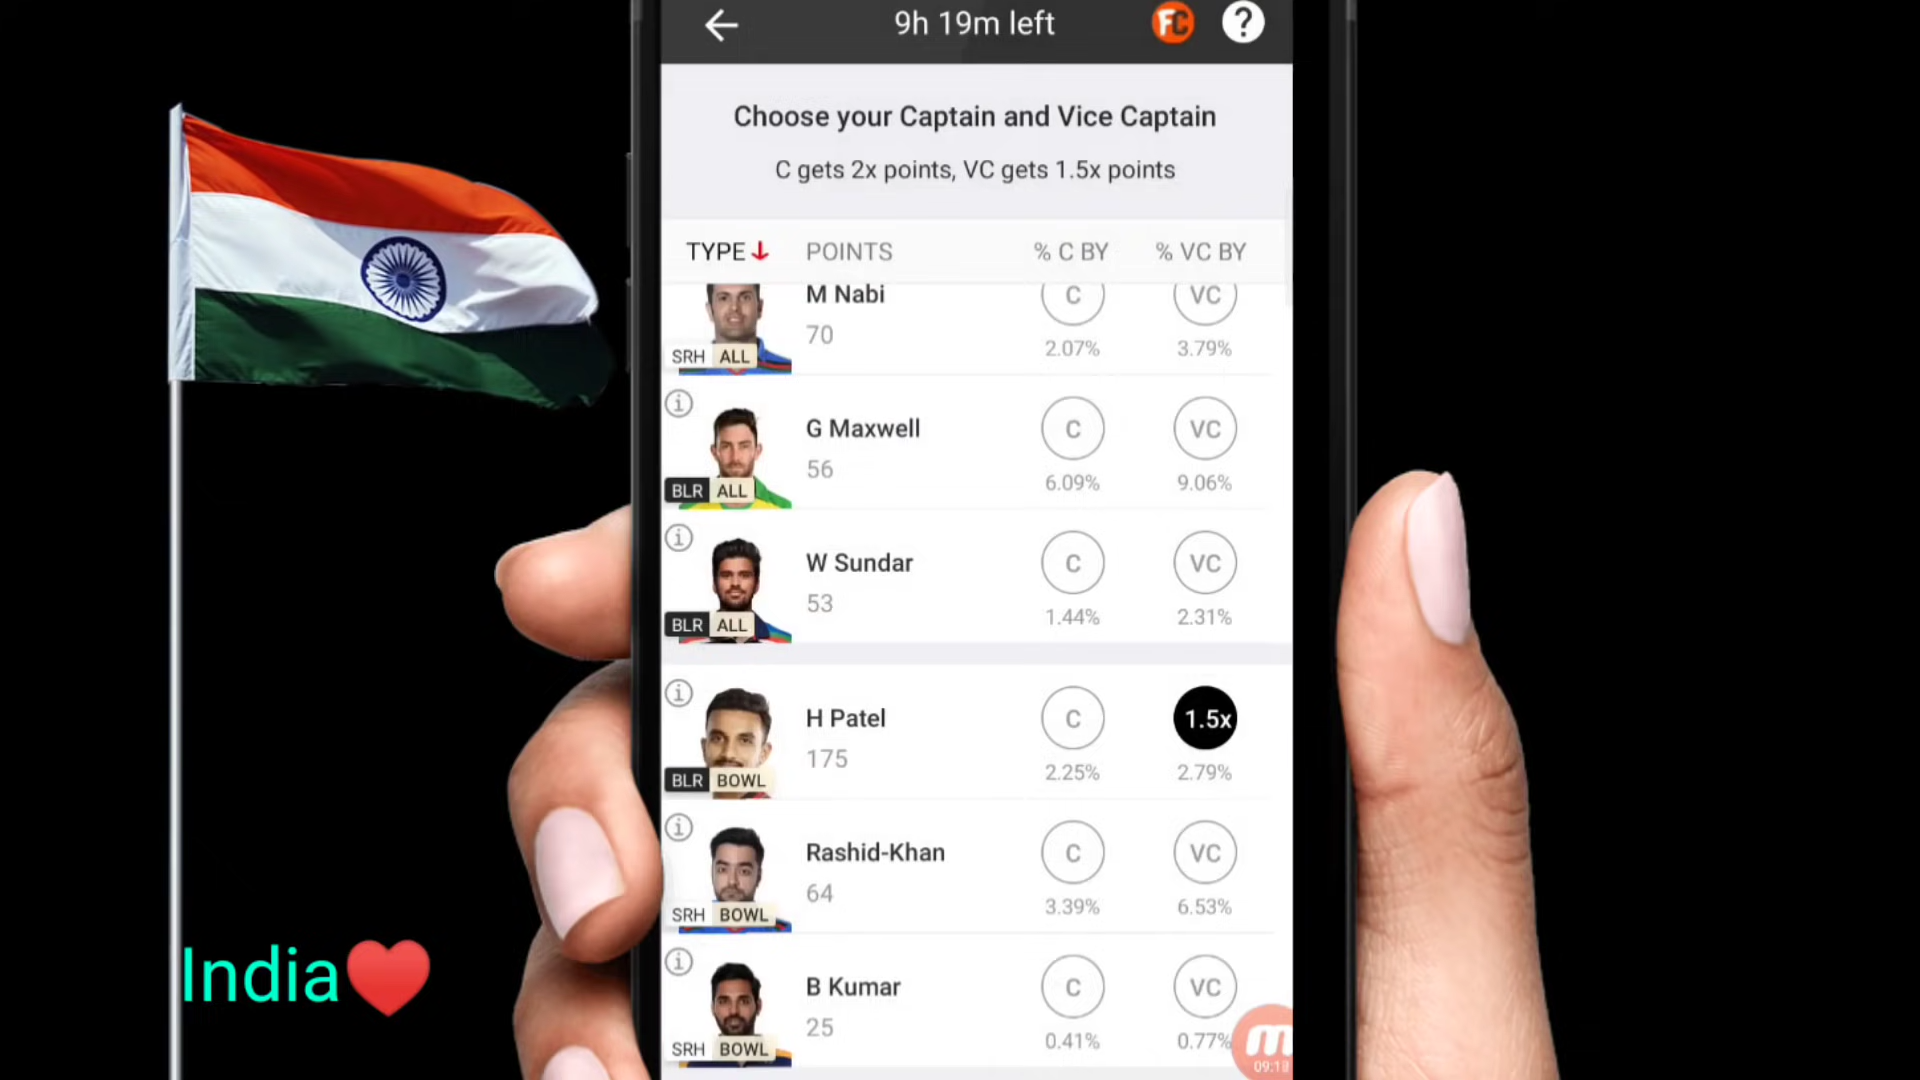 9h 19m left
FC
?
Choose your Captain and Vice Captain
C gets 2x points, VC gets 1.5x points
TYPE POINTS % C BY % VC BY
M Nabi C VC
70
SRH ALL 2.07% 3.79%
i
G Maxwell C VC
56
BLR ALL 6.09% 9.06%
i
W Sundar C VC
53
BLR ALL 1.44% 2.31%
i
H Patel C 1.5x
175
BLR BOWL 2.25% 2.79%
i
Rashid-Khan C VC
64
SRH BOWL 3.39% 6.53%
i
B Kumar C VC
25
SRH BOWL 0.41% 0.77%
m
09:13
India